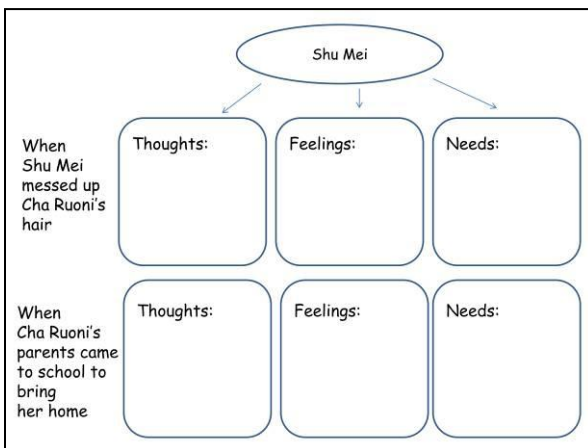 Shu Mei
When
Shu Mei
messed up
Cha Ruoni's
hair
Thoughts:
Feelings:
Needs:
When
Cha Ruoni's
parents came
to school to
bring
her home
Thoughts:
Feelings:
Needs: